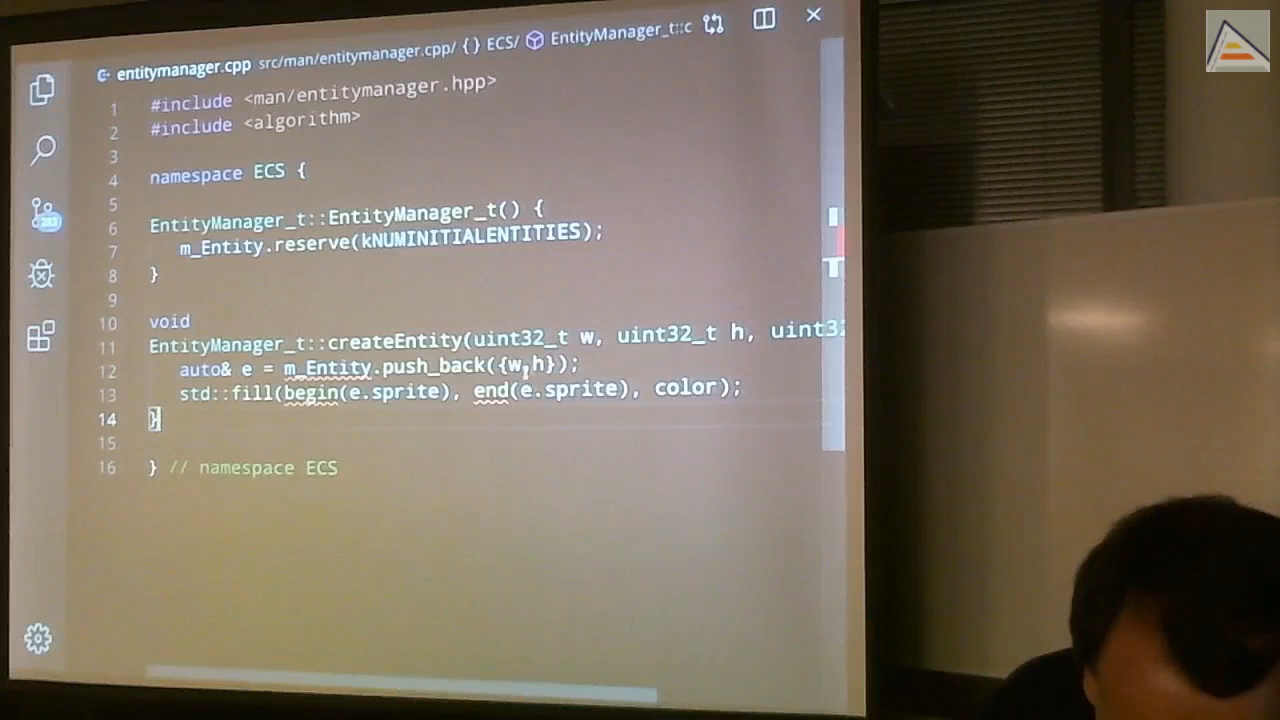 entitymanager.cpp src/man/entitymanager.cpp/ { } ECS/ EntityManager_t::c
1 #include <man/entitymanager.hpp>
2 #include <algorithm>
3
4 namespace ECS {
5
6 EntityManager_t::EntityManager_t() {
7 m_Entity.reserve(kNUMINITIALENTITIES);
8 }
9
10 void
11 EntityManager_t::createEntity(uint32_t w, uint32_t h, uint32
12 auto& e = m_Entity.push_back({w,h});
13 std::fill(begin(e.sprite), end(e.sprite), color);
14 }
15
16 } // namespace ECS